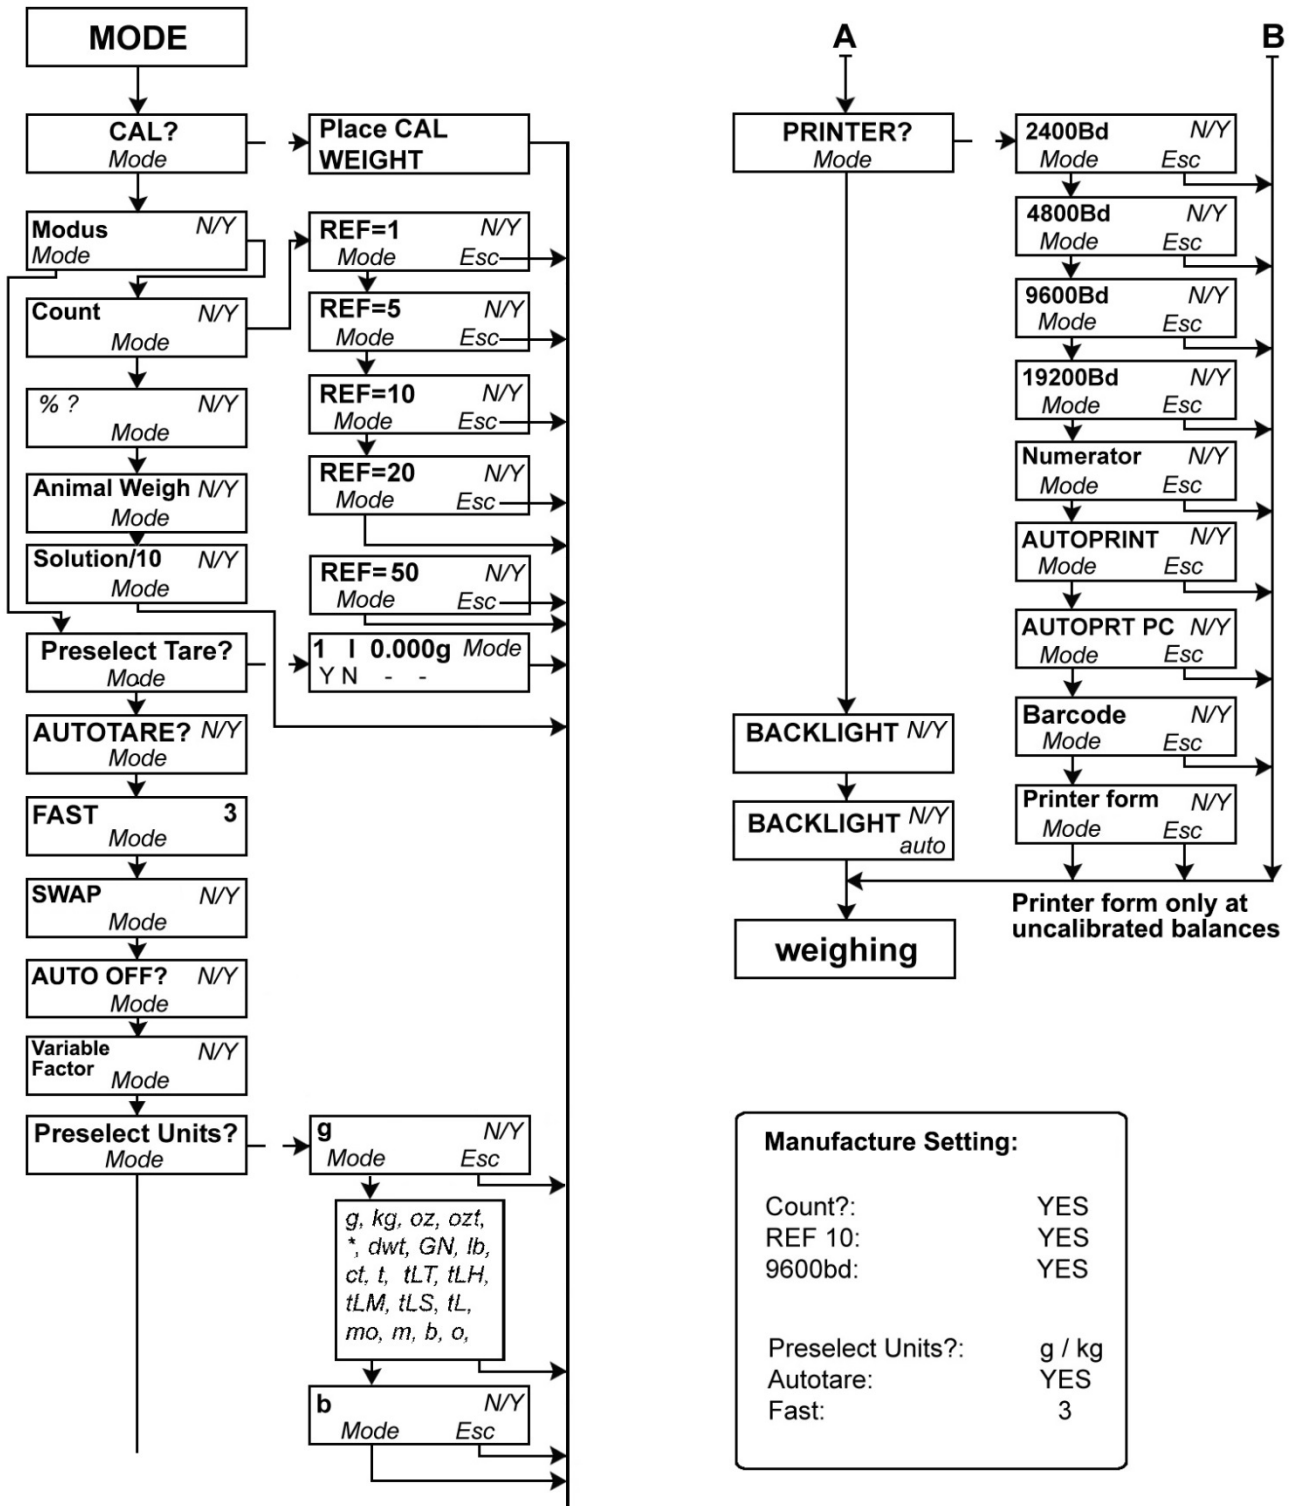 MODE
CAL?
Mode
Place CAL
WEIGHT
Modus N/Y
Mode
REF=1 N/Y
Mode Esc
Count N/Y
Mode
REF=5 N/Y
Mode Esc
% ? N/Y
Mode
REF=10 N/Y
Mode Esc
Animal Weigh N/Y
Mode
REF=20 N/Y
Mode Esc
Solution/10 N/Y
Mode
REF=50 N/Y
Mode Esc
Preselect Tare?
Mode
1 I 0.000g Mode
Y N - -
AUTOTARE? N/Y
Mode
FAST 3
Mode
SWAP N/Y
Mode
AUTO OFF? N/Y
Mode
Variable N/Y
Factor
Mode
Preselect Units?
Mode
g N/Y
Mode Esc
g, kg, oz, ozt,
*, dwt, GN, lb,
ct, t, tLT, tLH,
tLM, tLS, tL,
mo, m, b, o,
b N/Y
Mode Esc
A
B
PRINTER?
Mode
2400Bd N/Y
Mode Esc
4800Bd N/Y
Mode Esc
9600Bd N/Y
Mode Esc
19200Bd N/Y
Mode Esc
Numerator N/Y
Mode Esc
AUTOPRINT N/Y
Mode Esc
AUTOPRT PC N/Y
Mode Esc
Barcode N/Y
Mode Esc
Printer form N/Y
Mode Esc
BACKLIGHT N/Y
BACKLIGHT N/Y
auto
Printer form only at
uncalibrated balances
weighing
Manufacture Setting:
Count?: YES
REF 10: YES
9600bd: YES
Preselect Units?: g / kg
Autotare: YES
Fast: 3